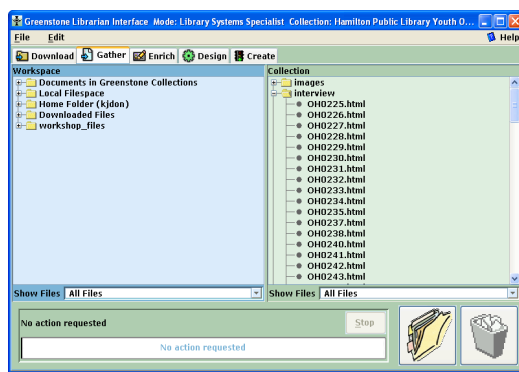 Greenstone Librarian Interface Mode: Library Systems Specialist Collection: Hamilton Public Library Youth O...
File Edit Help
Download Gather Enrich Design Create
Workspace
Documents in Greenstone Collections
Local Filespace
Home Folder (kjdon)
Downloaded Files
workshop_files
Show Files All Files
Collection
images
interview
OH0225.html
OH0226.html
OH0227.html
OH0228.html
OH0229.html
OH0230.html
OH0231.html
OH0232.html
OH0233.html
OH0234.html
OH0235.html
OH0237.html
OH0238.html
OH0240.html
OH0241.html
OH0242.html
OH0243.html
Show Files All Files
No action requested
Stop
No action requested